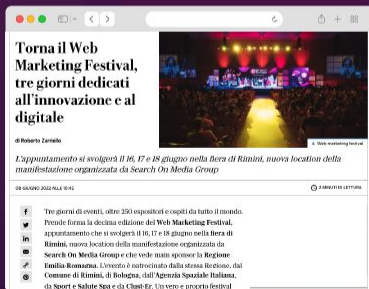 Torna il Web
Marketing Festival,
tre giorni dedicati
all'innovazione e al
digitale
di Roberto Zarriello
Web marketing festival
L'appuntamento si svolgerà il 16, 17 e 18 giugno nella fiera di Rimini, nuova location della
manifestazione organizzata da Search On Media Group
08 GIUGNO 2022 ALLE 10:42
2 MINUTI DI LETTURA
Tre giorni di eventi, oltre 250 espositori e ospiti da tutto il mondo.
Prende forma la decima edizione del Web Marketing Festival,
appuntamento che si svolgerà il 16, 17 e 18 giugno nella fiera di
Rimini, nuova location della manifestazione organizzata da
Search On Media Group e che vede main sponsor la Regione
Emilia-Romagna. L'evento è patrocinato dalla stessa Regione, dal
Comune di Rimini, di Bologna, dall'Agenzia Spaziale Italiana,
da Sport e Salute Spa e da Clust-Er. Un vero e proprio festival